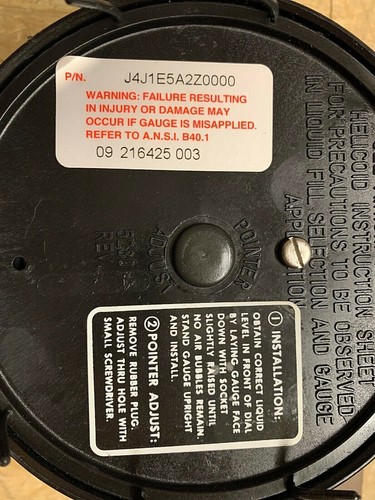 P/N. J4J1E5A2Z0000
WARNING: FAILURE RESULTING
IN INJURY OR DAMAGE MAY
OCCUR IF GAUGE IS MISAPPLIED.
REFER TO A.N.S.I. B40.1
09 216425 003
HELICOID INSTRUCTION SHEET
FOR PRECAUTIONS TO BE OBSERVED
IN LIQUID FILL SELECTION AND GAUGE
APPLICATION
POINTER
ADJUST
REV
① INSTALLATION:
OBTAIN CORRECT LIQUID
LEVEL IN FRONT OF DIAL
BY LAYING GAUGE FACE
DOWN WITH SOCKET
SLIGHTLY RAISED UNTIL
NO AIR BUBBLES REMAIN.
STAND GAUGE UPRIGHT
AND INSTALL.
② POINTER ADJUST:
REMOVE RUBBER PLUG.
ADJUST THRU HOLE WITH
SMALL SCREWDRIVER.